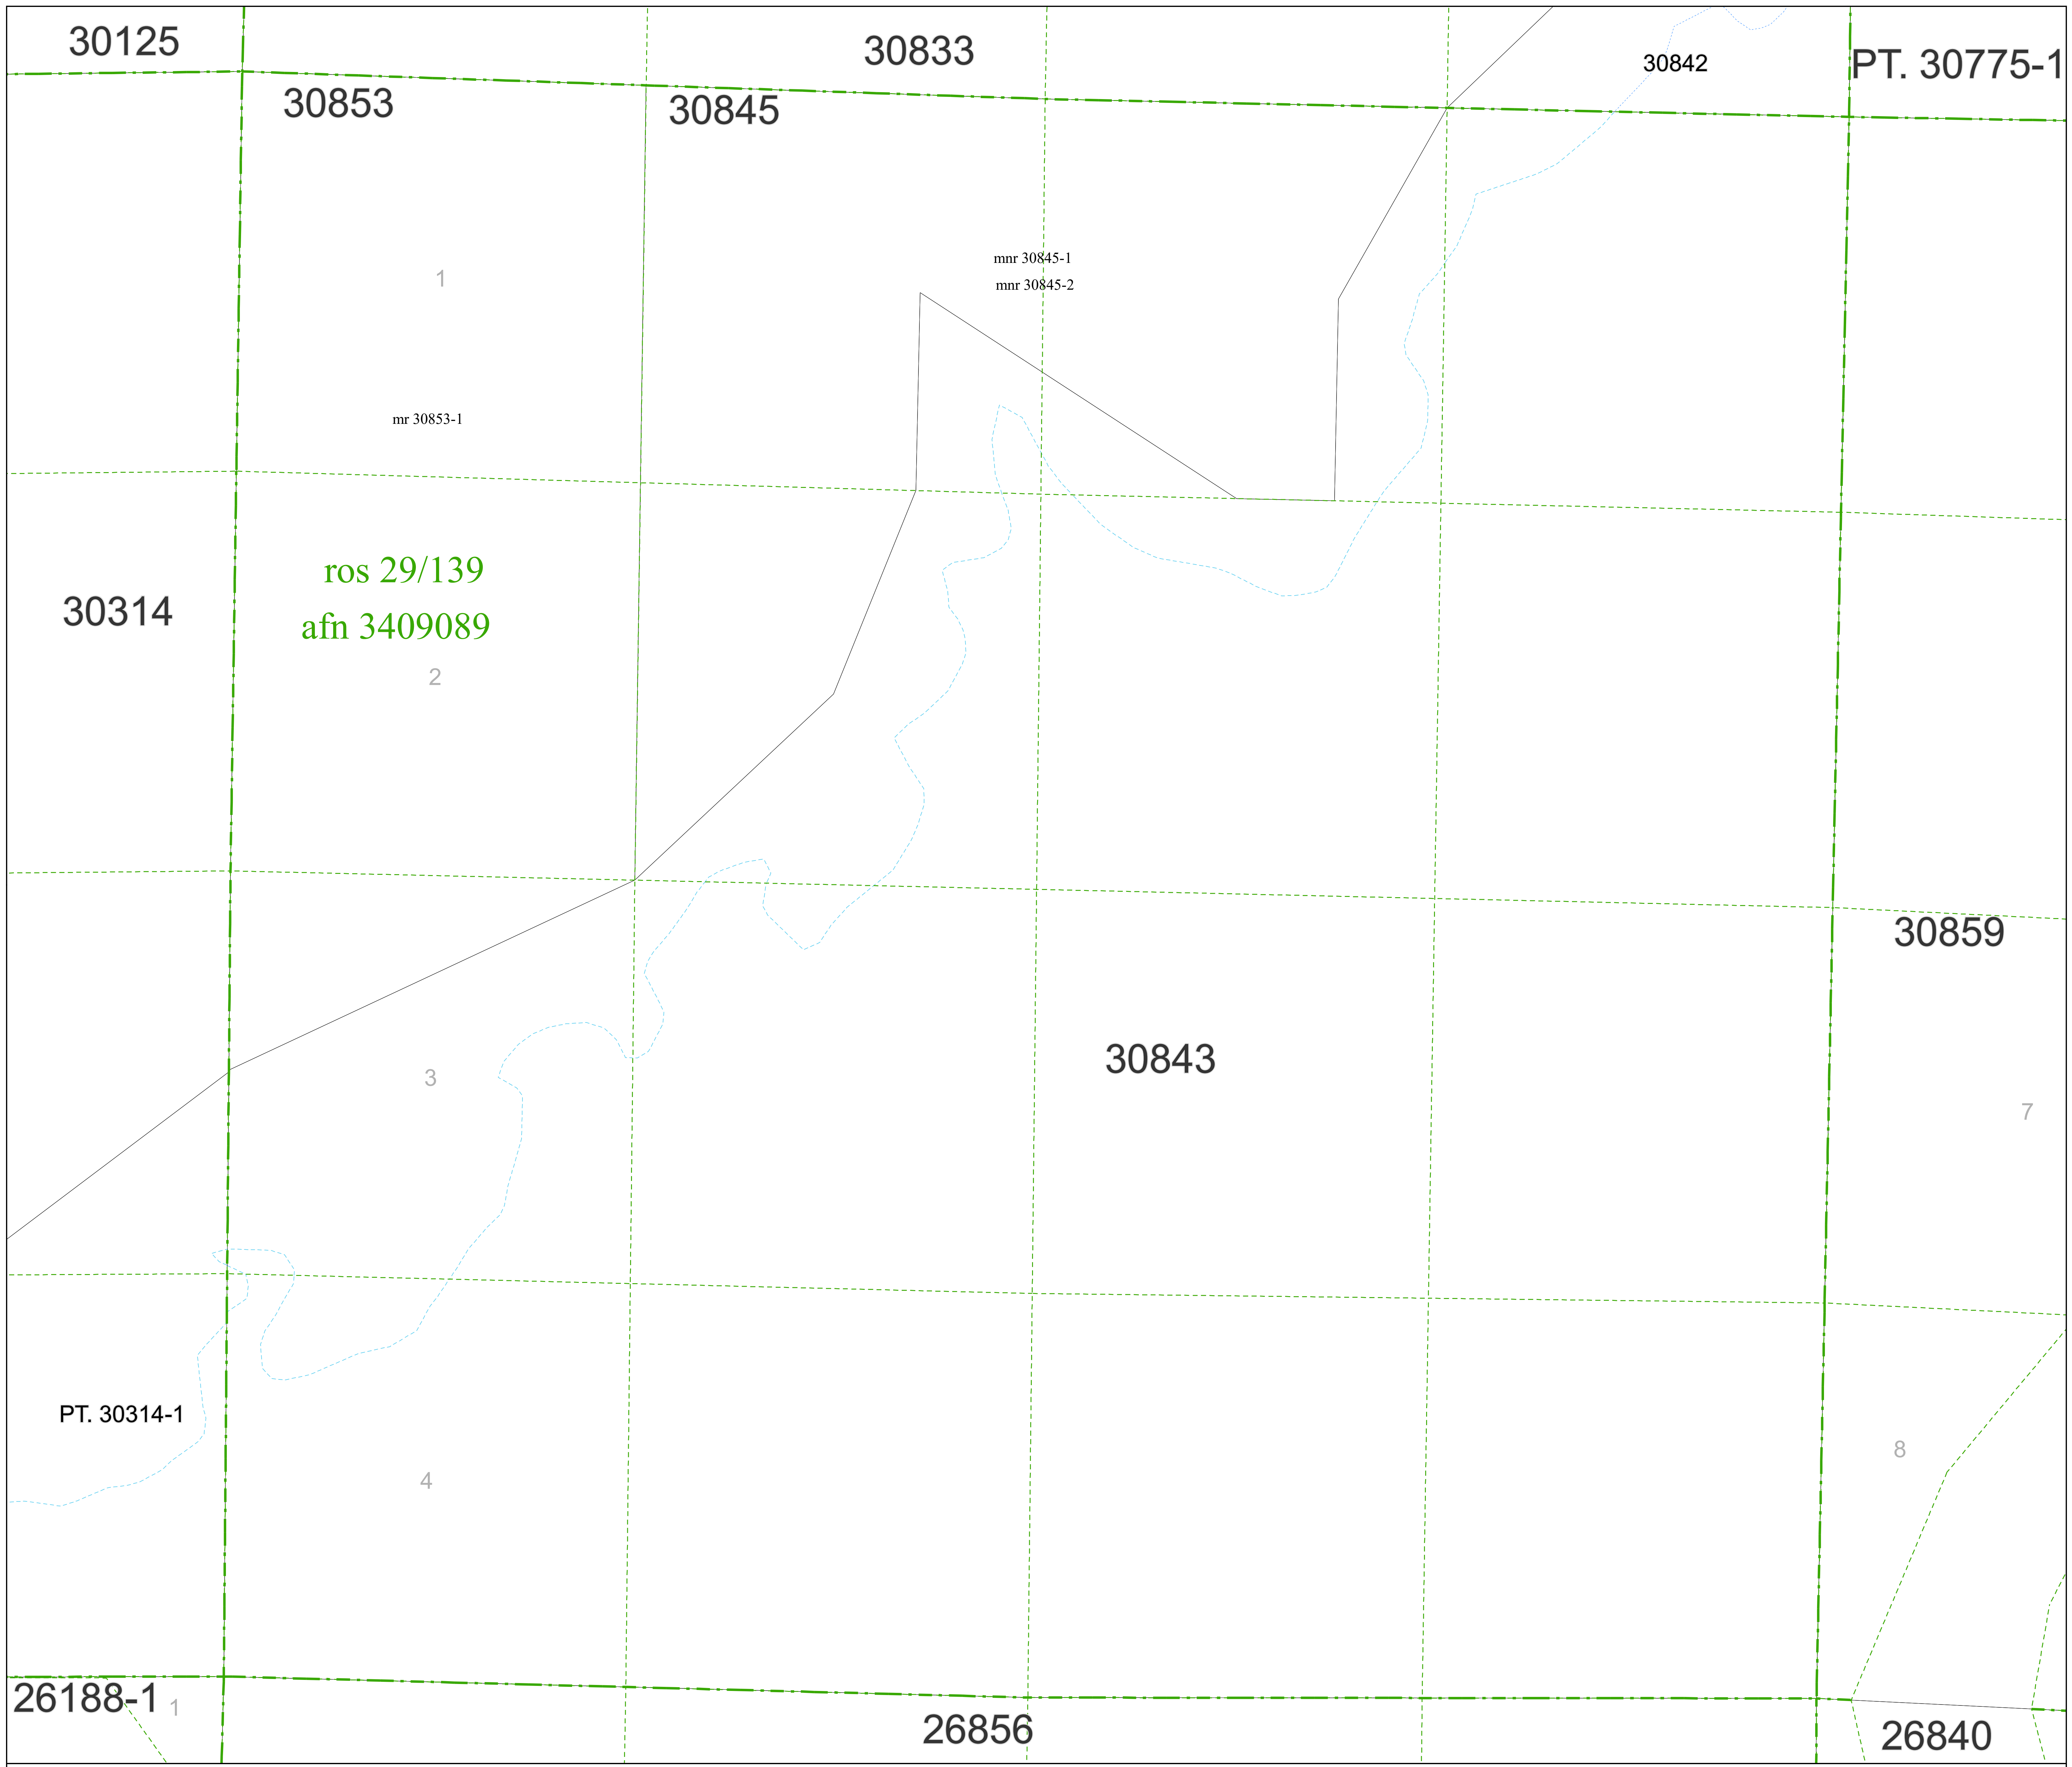 30125
30833
30842
PT. 30775-1
30853
30845
mnr 30845-1
mnr 30845-2
1
mr 30853-1
ros 29/139
afn 3409089
30314
2
30859
30843
3
7
PT. 30314-1
8
4
26188-1
1
26856
26840